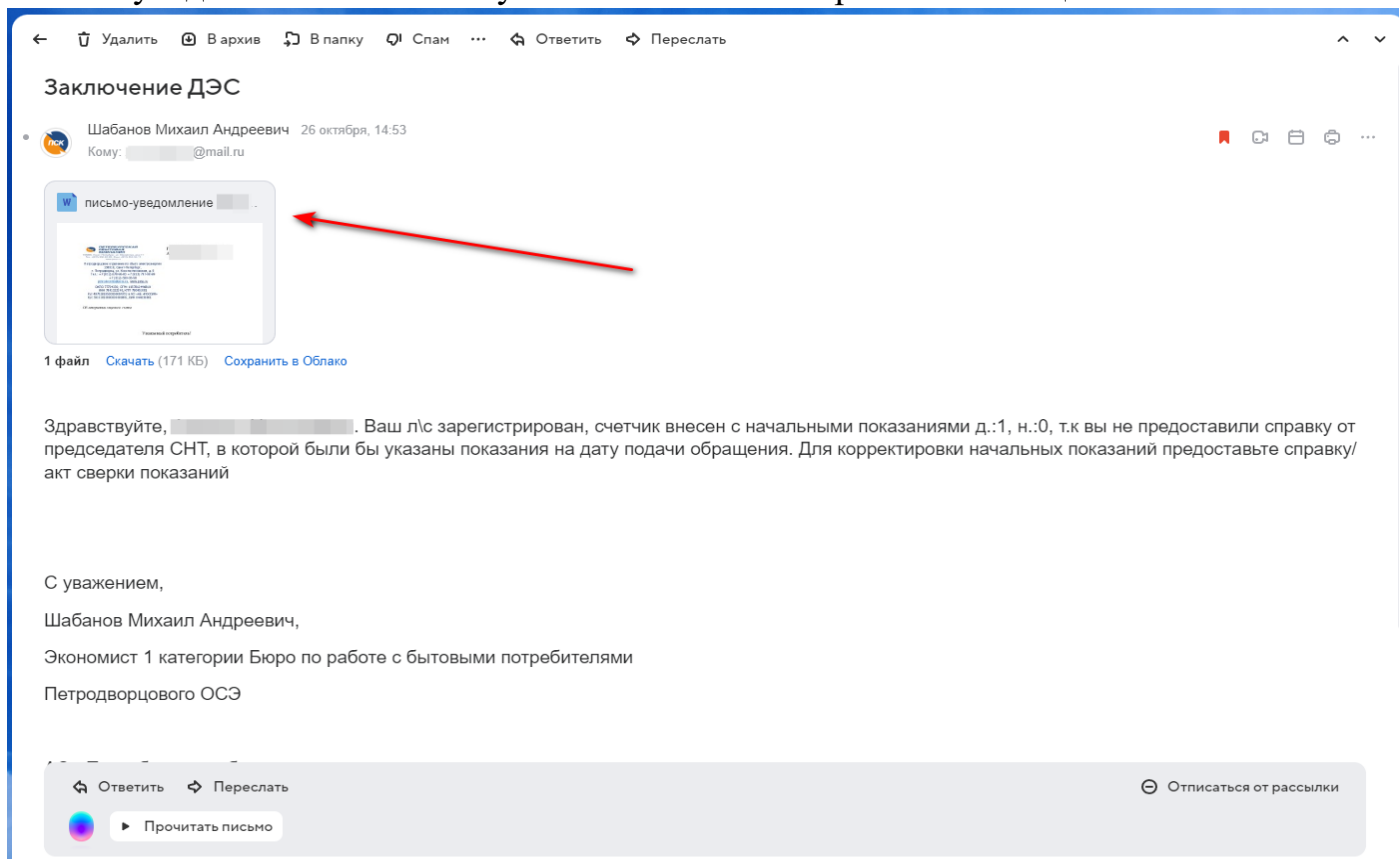 Удалить В архив В папку Спам ... Ответить Переслать
Заключение ДЭС
Шабанов Михаил Андреевич 26 октября, 14:53
Кому: @mail.ru
письмо-уведомление ..
Уважаемый потребитель!
1 файл Скачать (171 КБ) Сохранить в Облако
Здравствуйте, . Ваш л\с зарегистрирован, счетчик внесен с начальными показаниями д.:1, н.:0, т.к вы не предоставили справку от
председателя СНТ, в которой были бы указаны показания на дату подачи обращения. Для корректировки начальных показаний предоставьте справку/
акт сверки показаний
С уважением,
Шабанов Михаил Андреевич,
Экономист 1 категории Бюро по работе с бытовыми потребителями
Петродворцового ОСЭ
Ответить Переслать Отписаться от рассылки
Прочитать письмо